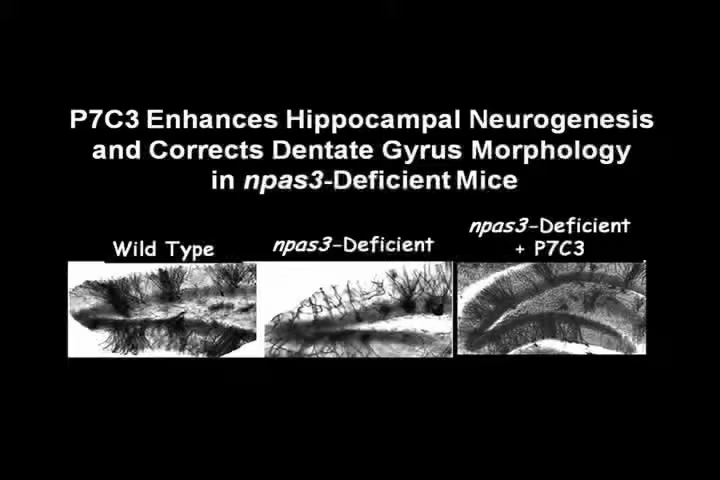 P7C3 Enhances Hippocampal Neurogenesis
and Corrects Dentate Gyrus Morphology
in npas3-Deficient Mice
Wild Type
npas3-Deficient
npas3-Deficient
+ P7C3